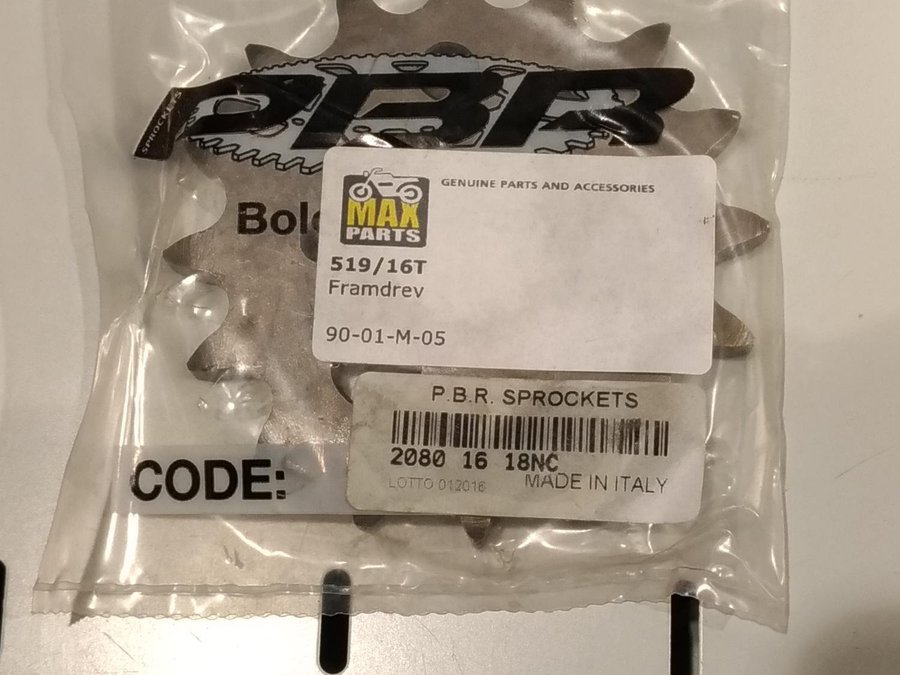 PBR
SPROCKETS
Bolo
MAX
PARTS
GENUINE PARTS AND ACCESSORIES
519/16T
Framdrev
90-01-M-05
P.B.R. SPROCKETS
2080 16 18NC
LOTTO 012016
MADE IN ITALY
CODE: